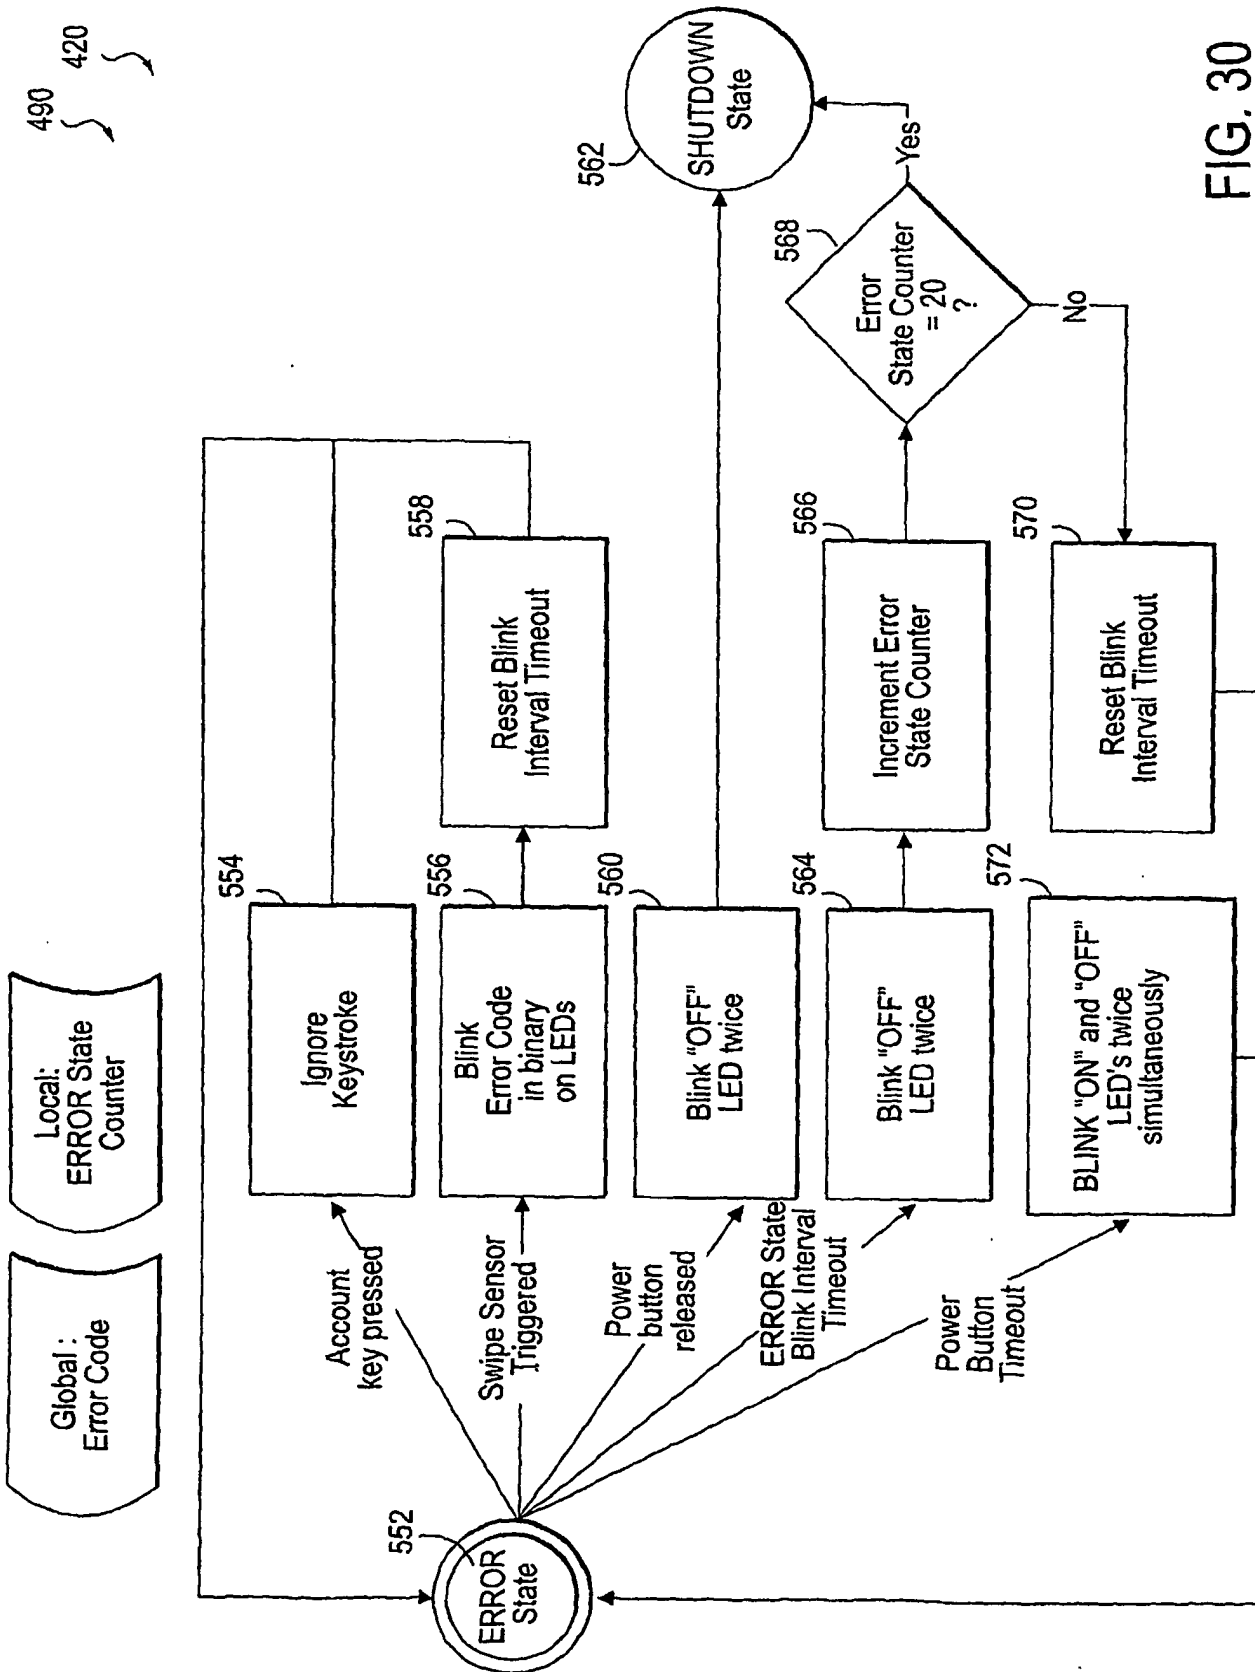 490
420
Global :
Error Code
Local:
ERROR State
Counter
ERROR
State
552
Account
key pressed
Ignore
Keystroke
554
Swipe Sensor
Triggered
Blink
Error Code
in binary
on LEDs
556
Reset Blink
Interval Timeout
558
Power
button
released
Blink "OFF"
LED twice
560
SHUTDOWN
State
562
ERROR State
Blink Interval
Timeout
Blink "OFF"
LED twice
564
Increment Error
State Counter
566
Error
State Counter
= 20
?
568
Yes
No
Reset Blink
Interval Timeout
570
Power
Button
Timeout
BLINK "ON" and "OFF"
LED's twice
simultaneously
572
FIG. 30